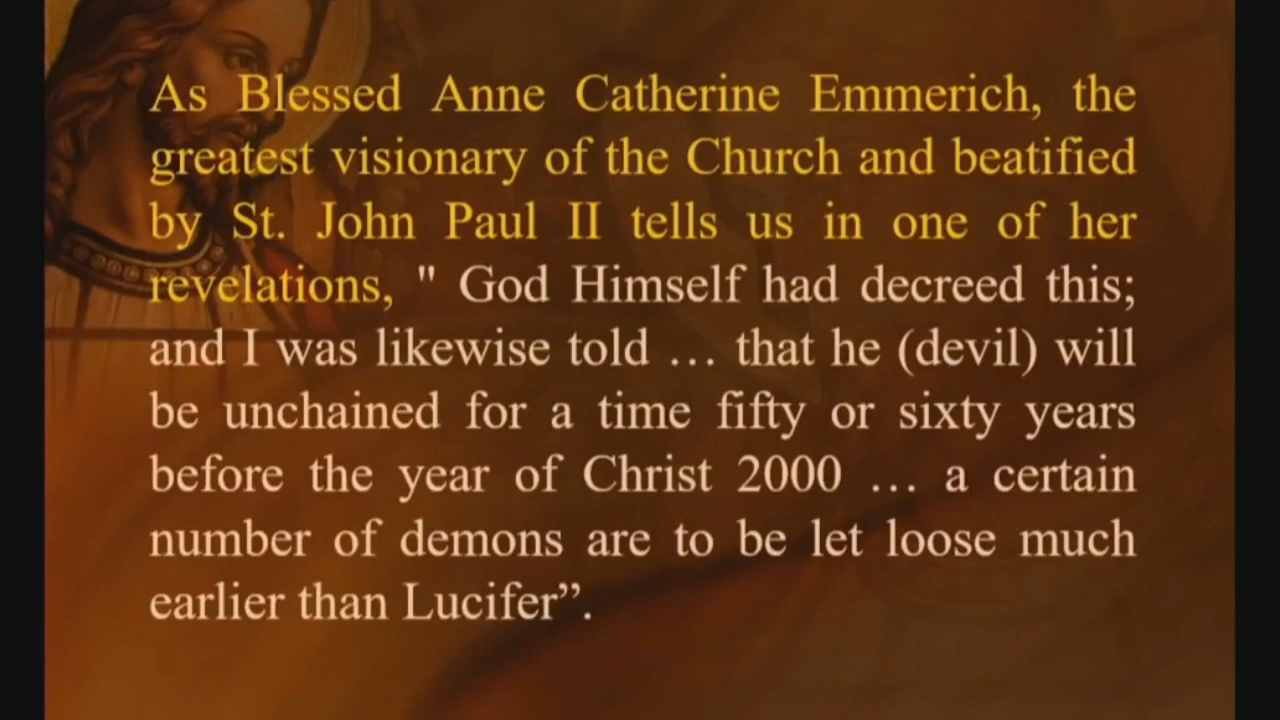 As Blessed Anne Catherine Emmerich, the
greatest visionary of the Church and beatified
by St. John Paul II tells us in one of her
revelations, " God Himself had decreed this;
and I was likewise told … that he (devil) will
be unchained for a time fifty or sixty years
before the year of Christ 2000 … a certain
number of demons are to be let loose much
earlier than Lucifer”.